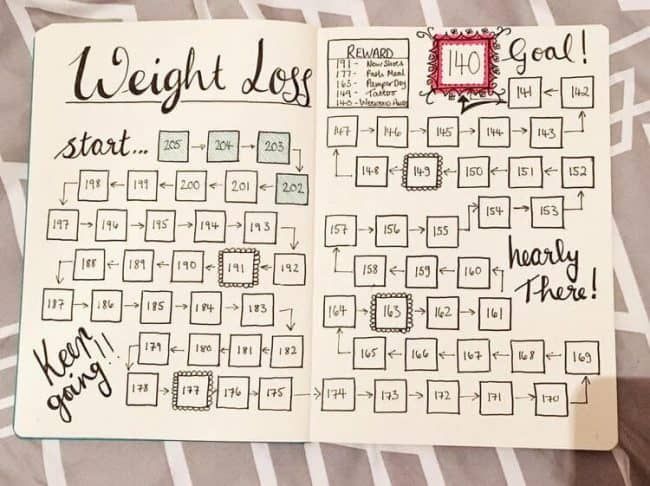 Weight Loss
start...
205 → 204 → 203
198 ← 199 ← 200 ← 201 ← 202
197 → 196 → 195 → 194 → 193
188 ← 189 ← 190 ← 191 ← 192
187 → 186 → 185 → 184 → 183
179 ← 180 ← 181 ← 182
178 → 177 → 176 → 175 →
Keep
going!!!
REWARD
191 - New Shoes
177 - Meal
Pamper Day
149 - Tattoo
140 - Weekend Away
140
Goal!
141 ← 142
147 → 146 → 145 → 144 → 143
148 ← 149 ← 150 ← 151 ← 152
154 → 153
157 → 156 → 155
158 ← 159 ← 160
164 → 163 → 162 → 161
165 ← 166 ← 167 ← 168 ← 169
174 → 173 → 172 → 171 → 170
Nearly
There!